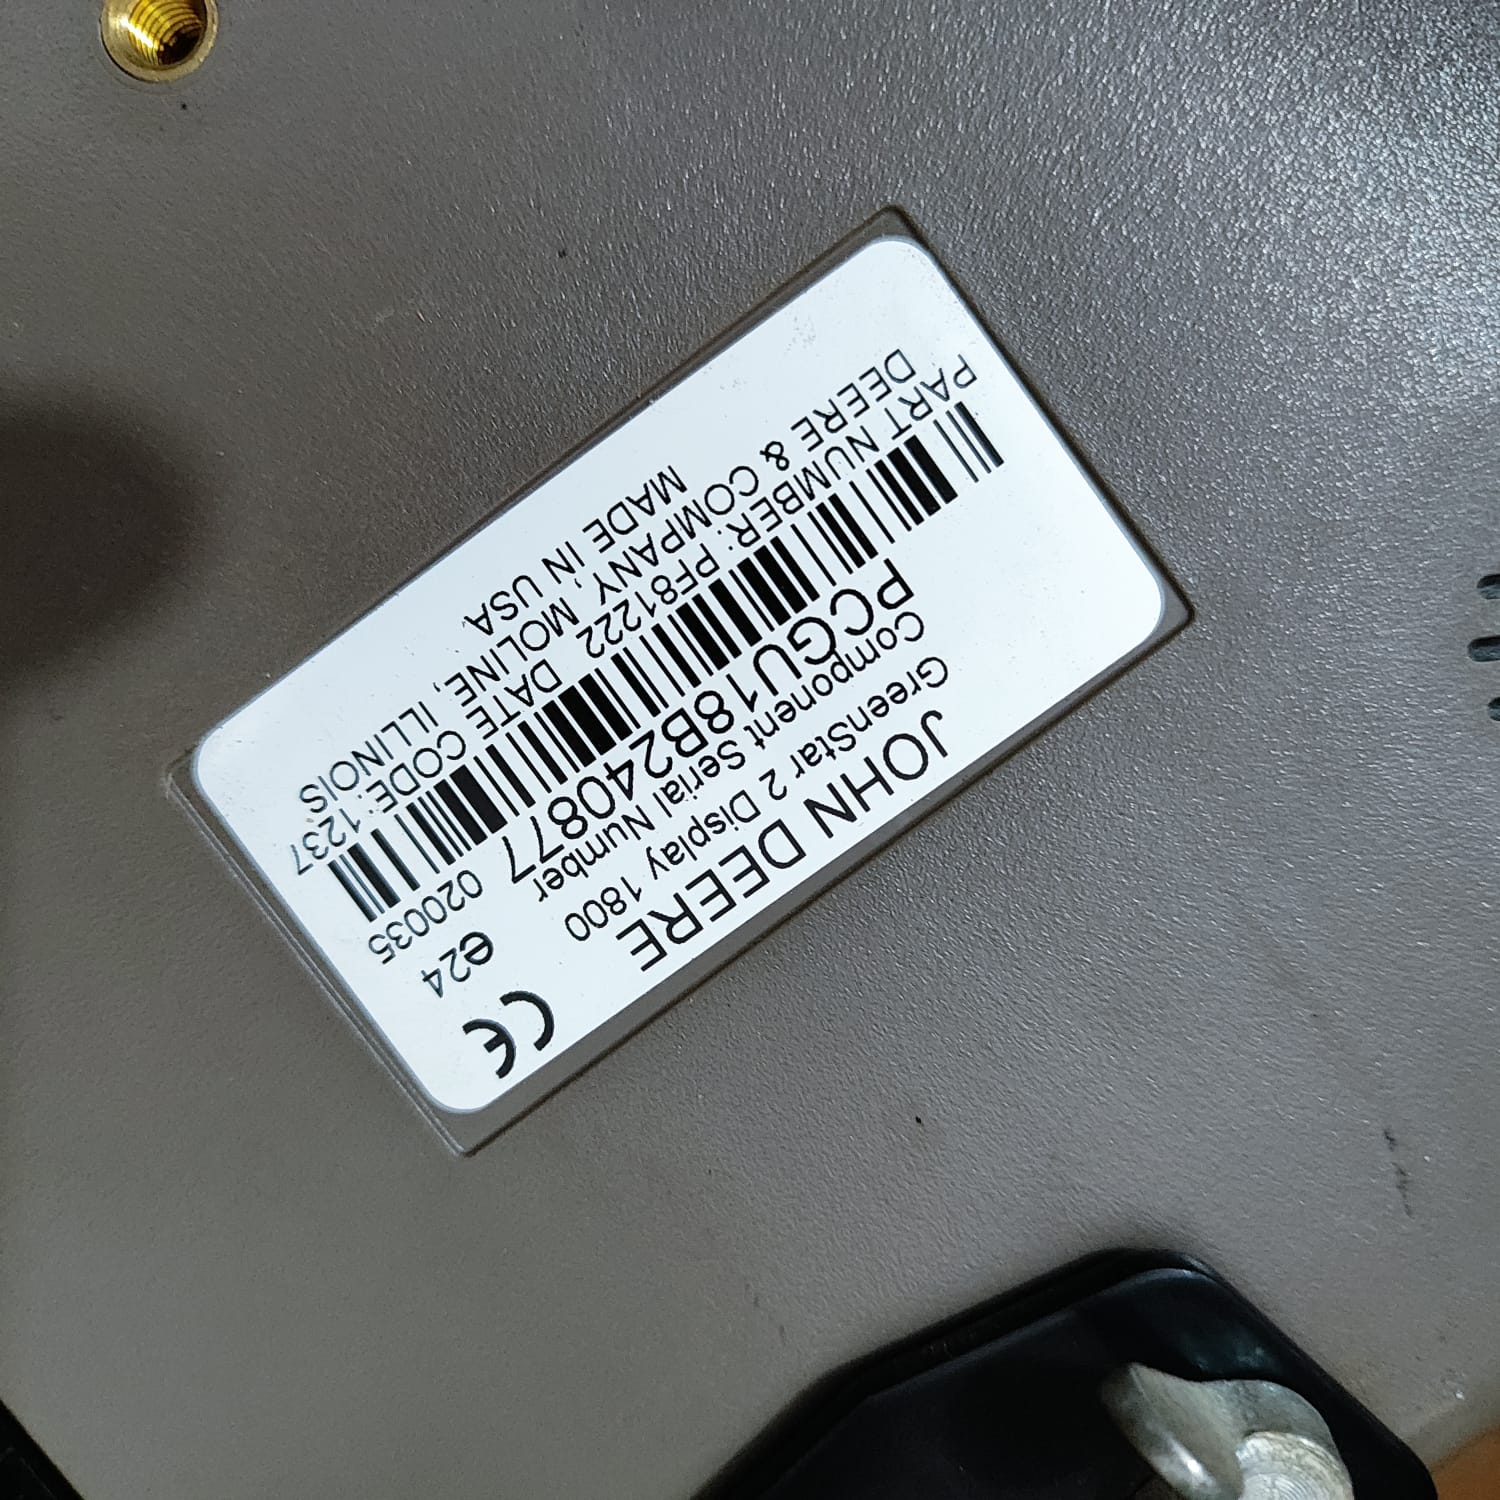 JOHN DEERE
GreenStar 2 Display 1800
Component Serial Number
PCGU18B240877
CE
e24
020035
PART NUMBER: PF81222 DATE CODE: 1237
DEERE & COMPANY, MOLINE, ILLINOIS
MADE IN USA